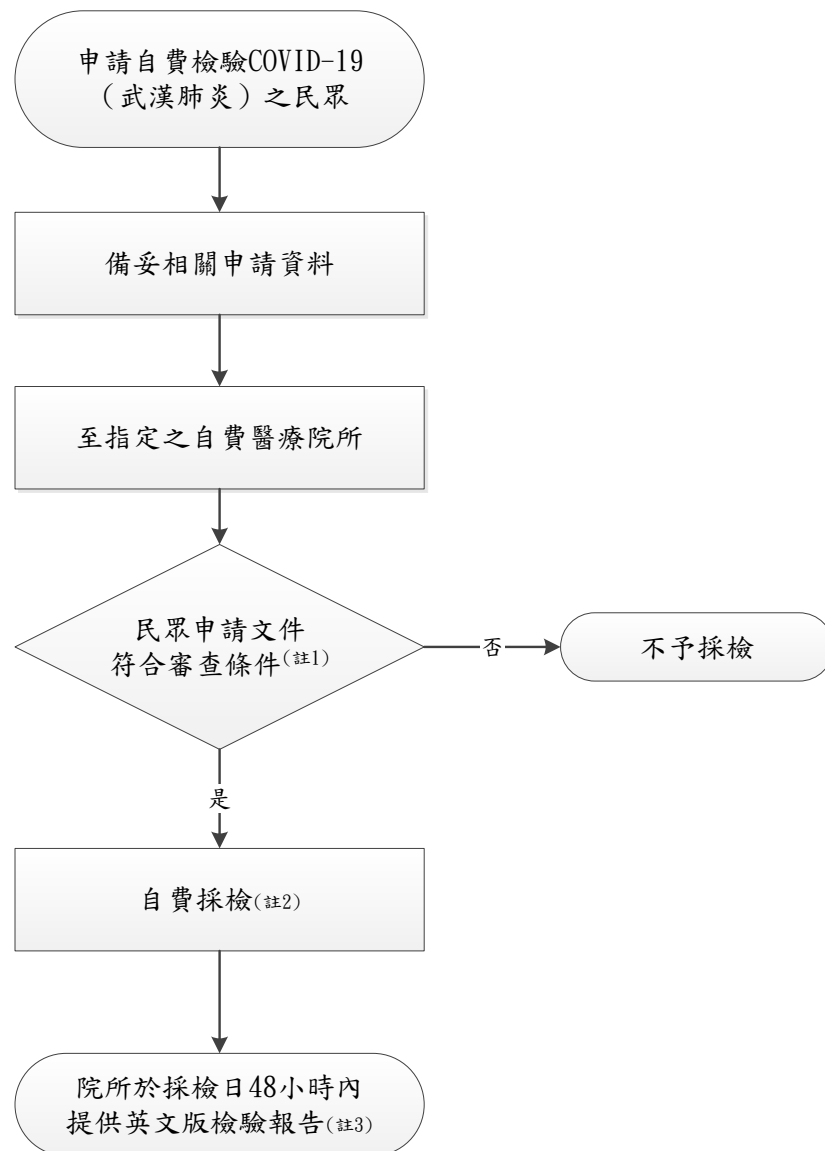 申請自費檢驗COVID-19
（武漢肺炎）之民眾
備妥相關申請資料
至指定之自費醫療院所
民眾申請文件
符合審查條件(註1)
否
不予採檢
是
自費採檢(註2)
院所於採檢日48小時內
提供英文版檢驗報告(註3)